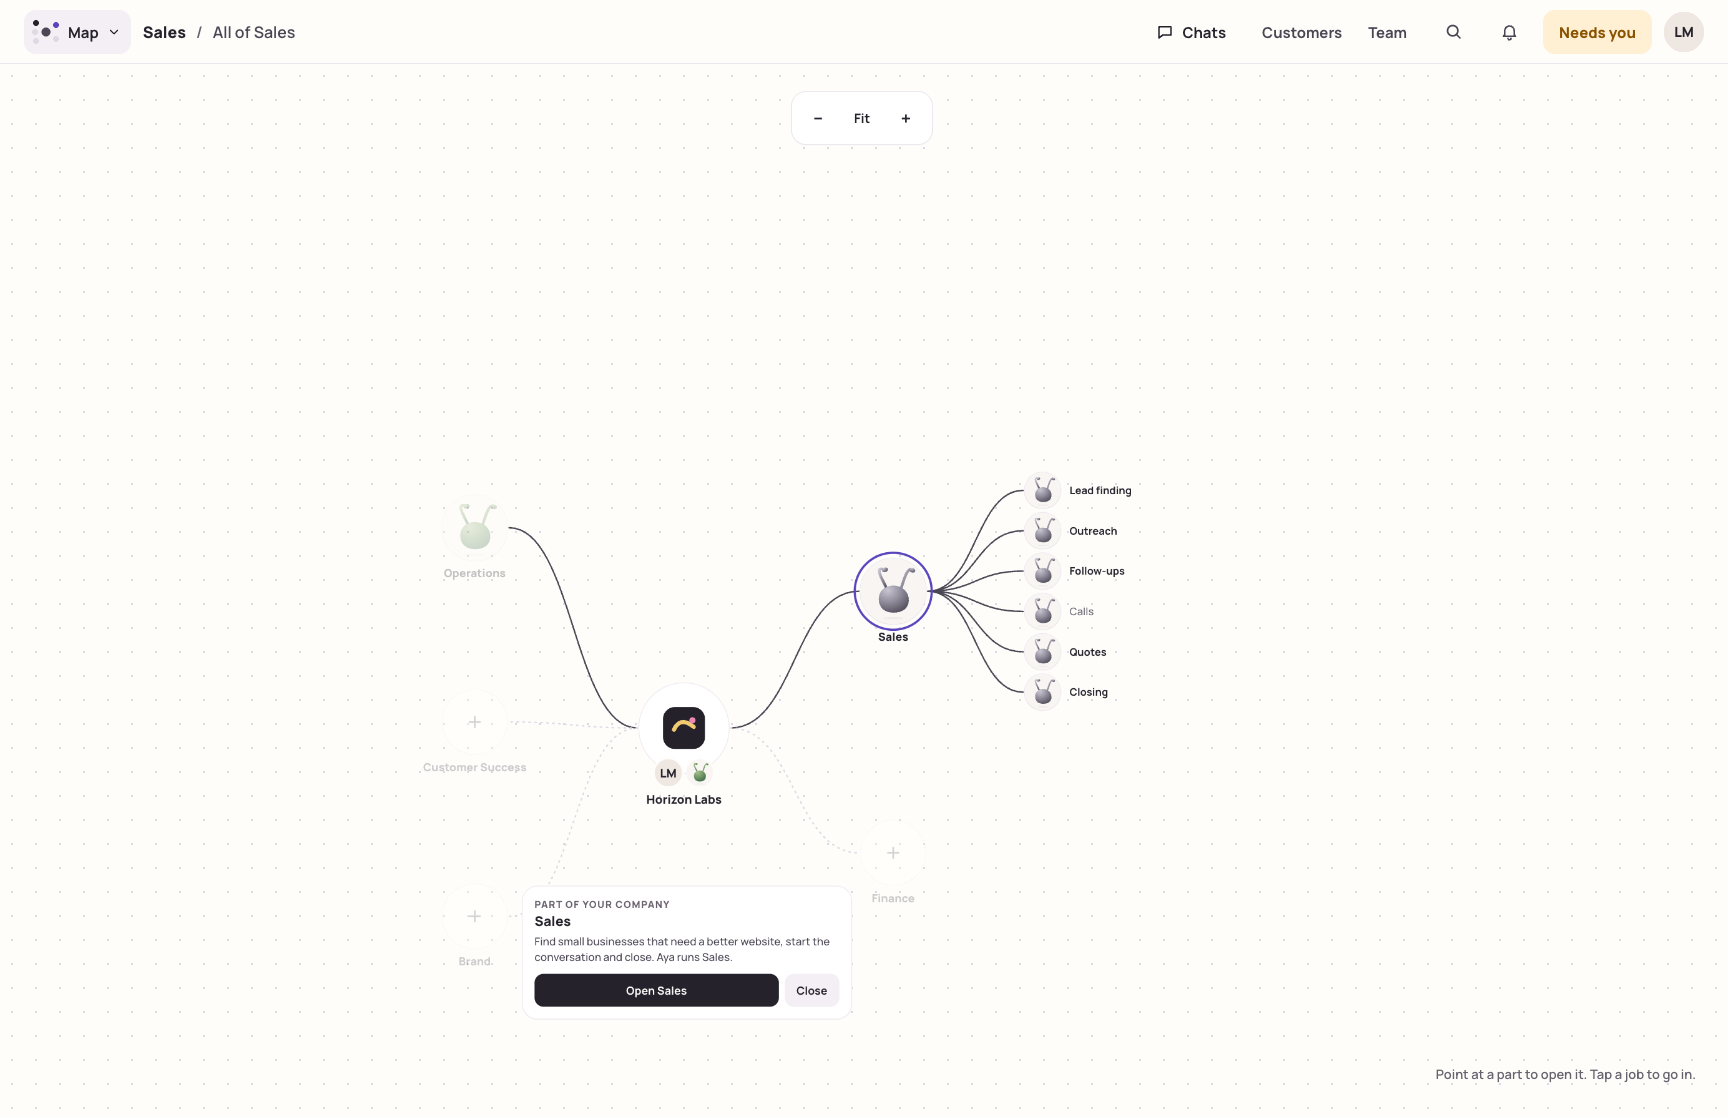 Map
Sales / All of Sales
Chats
Customers
Team
Needs you
LM
− Fit +
Lead finding
Outreach
Follow-ups
Calls
Quotes
Closing
Operations
Sales
Customer Success
LM
Horizon Labs
Finance
Brand
PART OF YOUR COMPANY
Sales
Find small businesses that need a better website, start the
conversation and close. Aya runs Sales.
Open Sales
Close
Point at a part to open it. Tap a job to go in.